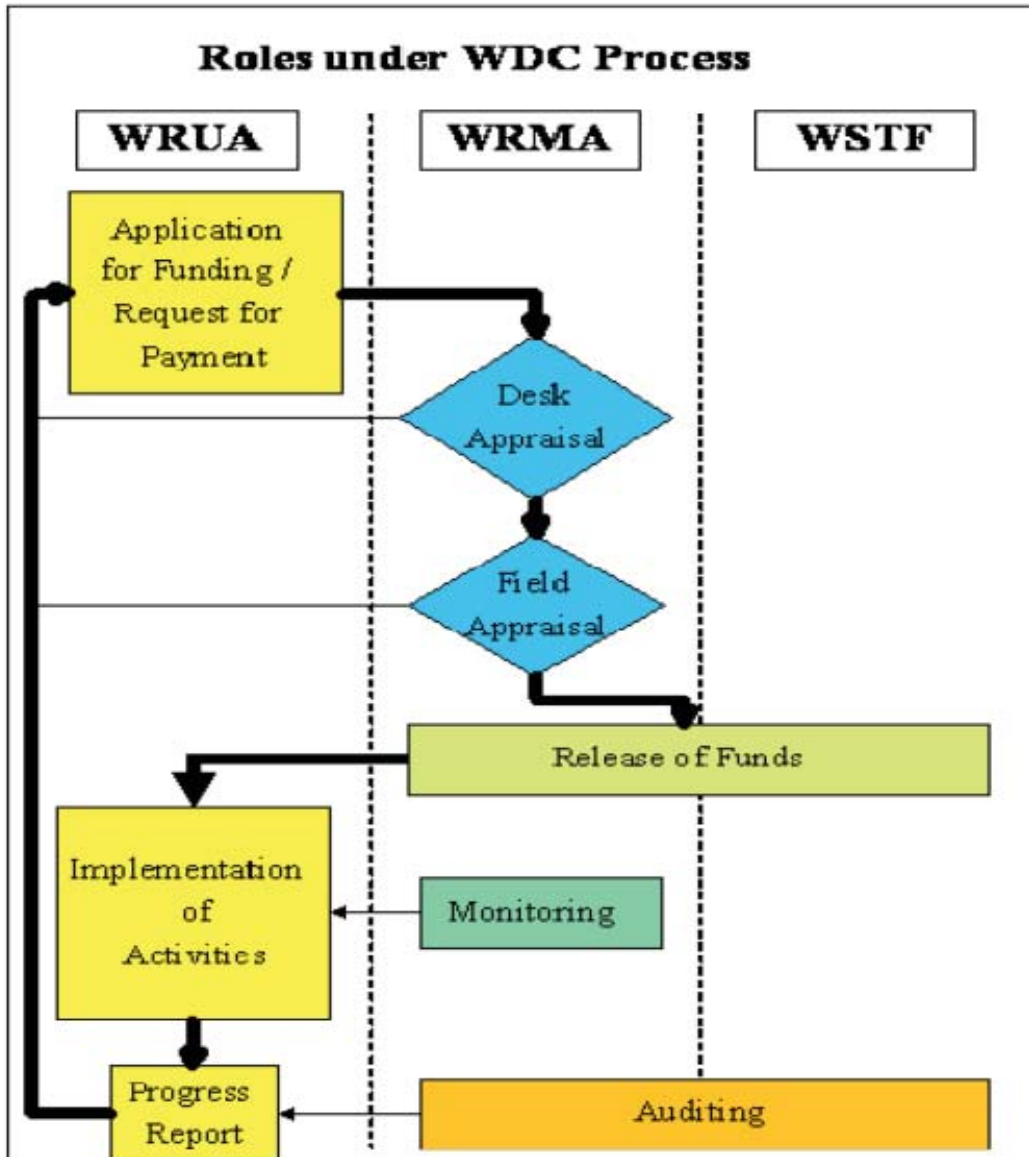 Roles under WDC Process
WRUA
WRMA
WSTF
Application
for Funding /
Request for
Payment
Desk
Appraisal
Field
Appraisal
Release of Funds
Implementation
of
Activities
Monitoring
Progress
Report
Auditing